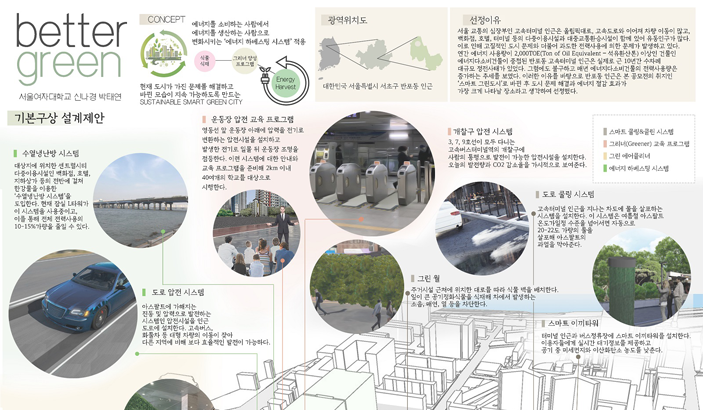 better
green
서울여자대학교 신나경 박태연
CONCEPT
에너지를 소비하는 사람에서
에너지를 생산하는 사람으로
변화시키는 '에너지 하베스팅 시스템' 적용
식물
식재
그리너 양성
프로그램
Energy
Harvest
현재 도시가 가진 문제를 해결하고
바뀐 모습이 지속 가능하도록 만드는
SUSTAINABLE SMART GREEN CITY
광역위치도
대한민국 서울특별시 서초구 반포동 인근
선정이유
서울 교통의 심장부인 고속터미널 인근은 올림픽대로, 고속도로와 이어져 차량 이동이 많고,
백화점, 호텔, 터미널 등의 다중이용시설과 대중교통환승시설이 함께 있어 유동인구가 많다.
이로 인해 고질적인 도시 문제와 더불어 과도한 전력사용에 의한 문제가 발생하고 있다.
연간 에너지 사용량이 2,000TOE(Ton of Oil Equivalent - 석유환산톤) 이상인 건물인
에너지다소비건물이 중첩된 반포동 고속터미널 인근은 실제로 근 10년간 수차례
대규모 정전사태가 있었다. 그럼에도 불구하고 매년 에너지다소비건물의 전력사용량은
증가하는 추세를 보였다. 이러한 이유를 바탕으로 반포동 인근은 본 공모전의 취지인
스마트 그린도시으로 바뀐 후 도시 문제 해결과 에너지 절감 효과가
가장 크게 나타날 장소라고 생각하여 선정했다.
기본구상 설계제안
수열냉난방 시스템
대상지에 위치한 센트럴시티
다중이용시설인 백화점, 호텔,
지하상가 등의 전반에 걸쳐
한강물을 이용한
'수열냉난방 시스템'을
도입한다. 현재 잠실 L타워가
이 시스템을 사용중이고,
이를 통해 전체 전력사용의
10~15%가량을 줄일 수 있다.
운동장 압전 교육 프로그램
영동선 앞 운동장 아래에 압력을 전기로
변환하는 압전시설을 설치하고
발생한 전기로 밤 운동장 조명을
점등한다. 이런 시스템에 대한 안내와
교육 프로그램을 준비해 2km 이내
40여개의 학교를 대상으로
시행한다.
개찰구 압전 시스템
3, 7, 9호선이 모두 지나는
고속버스터미널역의 개찰구에
사람의 통행으로 발전이 가능한 압전시설을 설치한다.
오늘의 발전량과 CO2 감소율을 가시적으로 보여준다.
스마트 쿨링&클린 시스템
그리너(Greener) 교육 프로그램
그린 에어클리너
에너지 하베스팅 시스템
도로 쿨링 시스템
고속터미널 인근을 지나는 차도에 물을 살포하는
시스템을 설치한다. 이 시스템은 여름철 아스팔트
온도가일정 수준을 넘어서면 자동으로
20~22도 가량의 물을
살포해 아스팔트의
과열을 막아준다.
도로 압전 시스템
아스팔트에 가해지는
진동 및 압력으로 발전하는
시스템인 압전시설을 인근
도로에 설치한다. 고속버스,
화물차 등 대형 차량의 이동이 잦아
다른 지역에 비해 보다 효율적인 발전이 가능하다.
그린 월
주거시설 근처에 위치한 대로를 따라 식물 벽을 배치한다.
잎이 큰 공기정화식물을 식재해 차에서 발생하는
소음, 매연, 열 등을 차단한다.
스마트 이끼타워
터미널 인근과 버스정류장에 스마트 이끼타워를 설치한다.
이용자들에게 실시간 대기정보를 제공하고
공기 중 미세먼지와 이산화탄소 농도를 낮춘다.